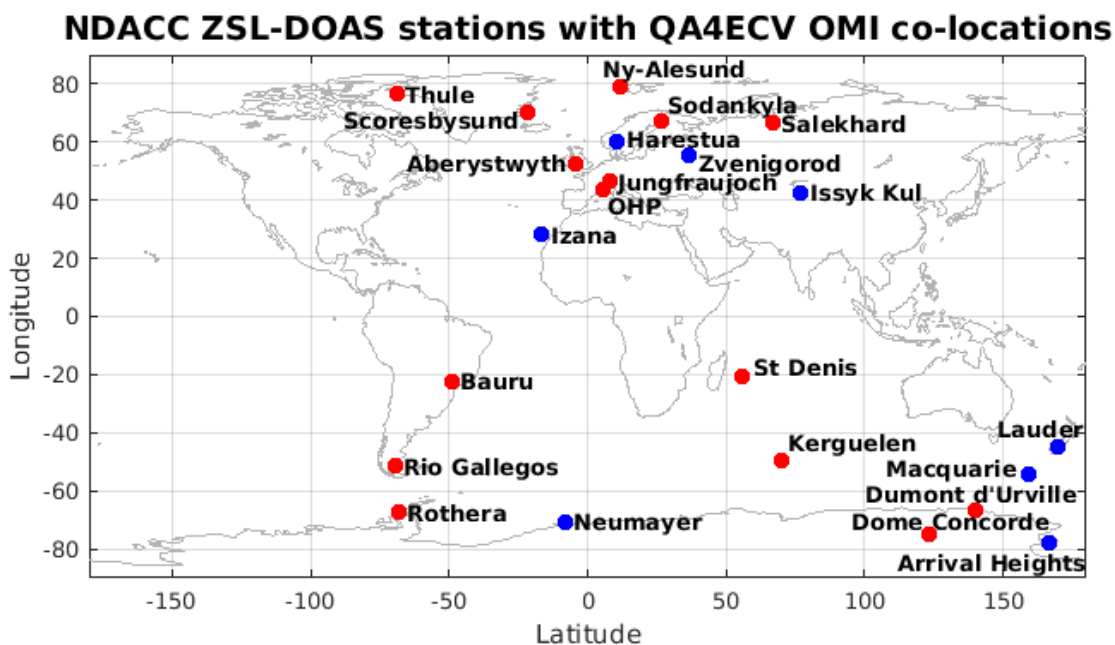 NDACC ZSL-DOAS stations with QA4ECV OMI co-locations
Ny-Alesund
Thule
Sodankyla
Scoresbysund
Salekhard
Harestua
Aberystwyth
Zvenigorod
Jungfraujoch
Issyk Kul
OHP
Izana
St Denis
Bauru
Lauder
Kerguelen
Rio Gallegos
Macquarie
Dumont d'Urville
Rothera
Neumayer
Dome Concorde
Arrival Heights
80
60
40
20
0
-20
-40
-60
-80
Longitude
-150
-100
-50
0
50
100
150
Latitude